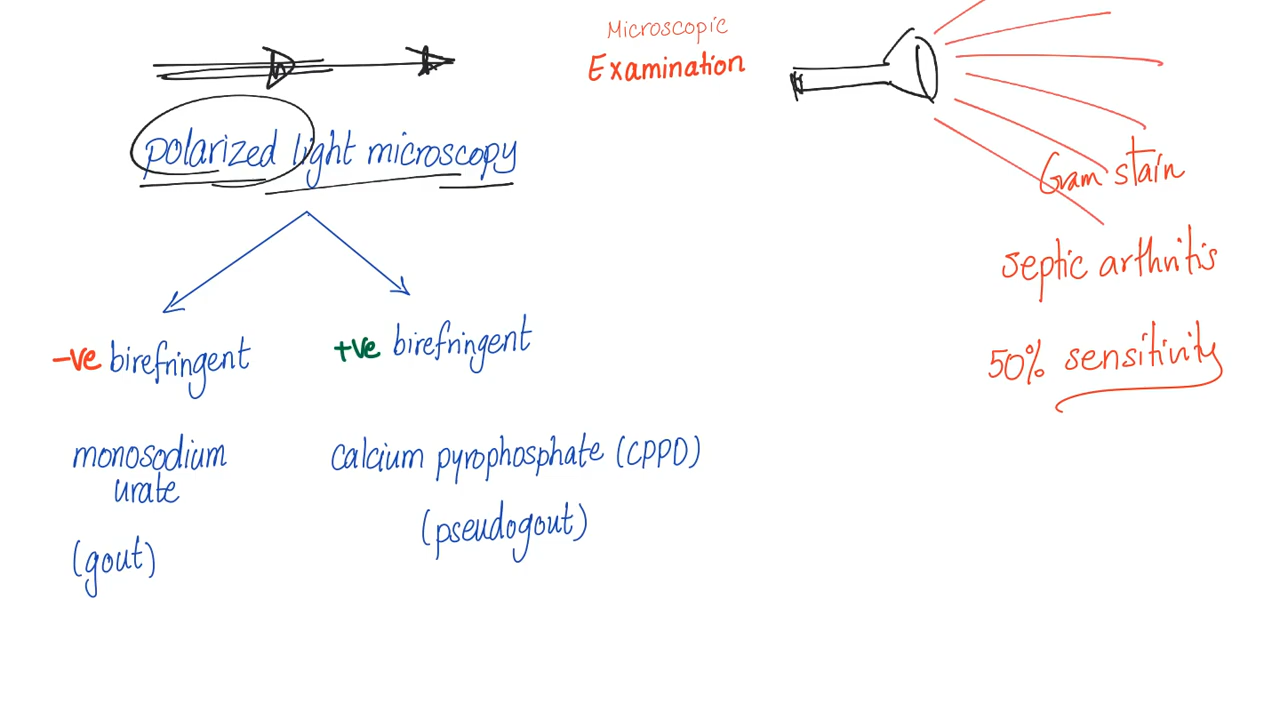 Microscopic
Examination
polarized light microscopy
Gram stain
septic arthritis
50% sensitivity
-ve birefringent
+ve birefringent
monosodium
urate
(gout)
Calcium pyrophosphate (CPPD)
(pseudogout)